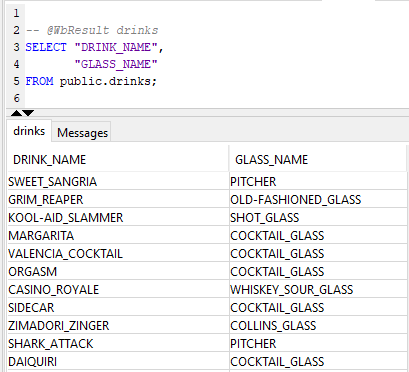 1
2 -- @WbResult drinks
3 SELECT "DRINK_NAME",
4 "GLASS_NAME"
5 FROM public.drinks;
6
drinks Messages
DRINK_NAME GLASS_NAME
SWEET_SANGRIA PITCHER
GRIM_REAPER OLD-FASHIONED_GLASS
KOOL-AID_SLAMMER SHOT_GLASS
MARGARITA COCKTAIL_GLASS
VALENCIA_COCKTAIL COCKTAIL_GLASS
ORGASM COCKTAIL_GLASS
CASINO_ROYALE WHISKEY_SOUR_GLASS
SIDECAR COCKTAIL_GLASS
ZIMADORI_ZINGER COLLINS_GLASS
SHARK_ATTACK PITCHER
DAIQUIRI COCKTAIL_GLASS